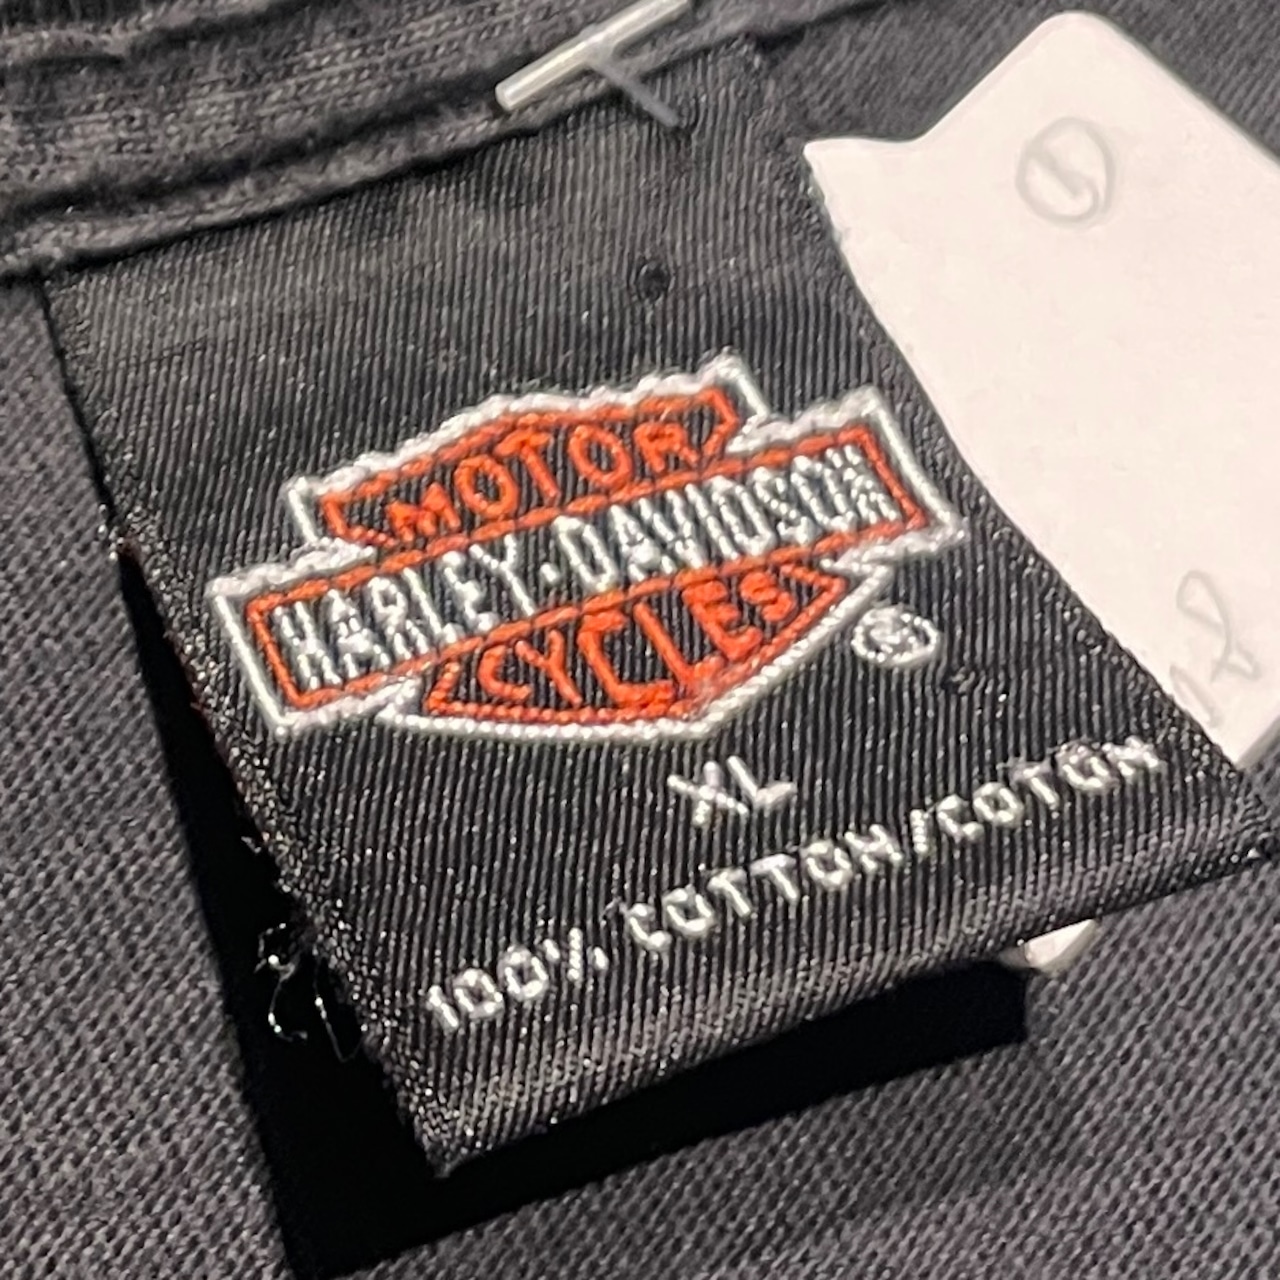 MOTOR
HARLEY-DAVIDSON
CYCLES
®
XL
100% COTTON/COTON